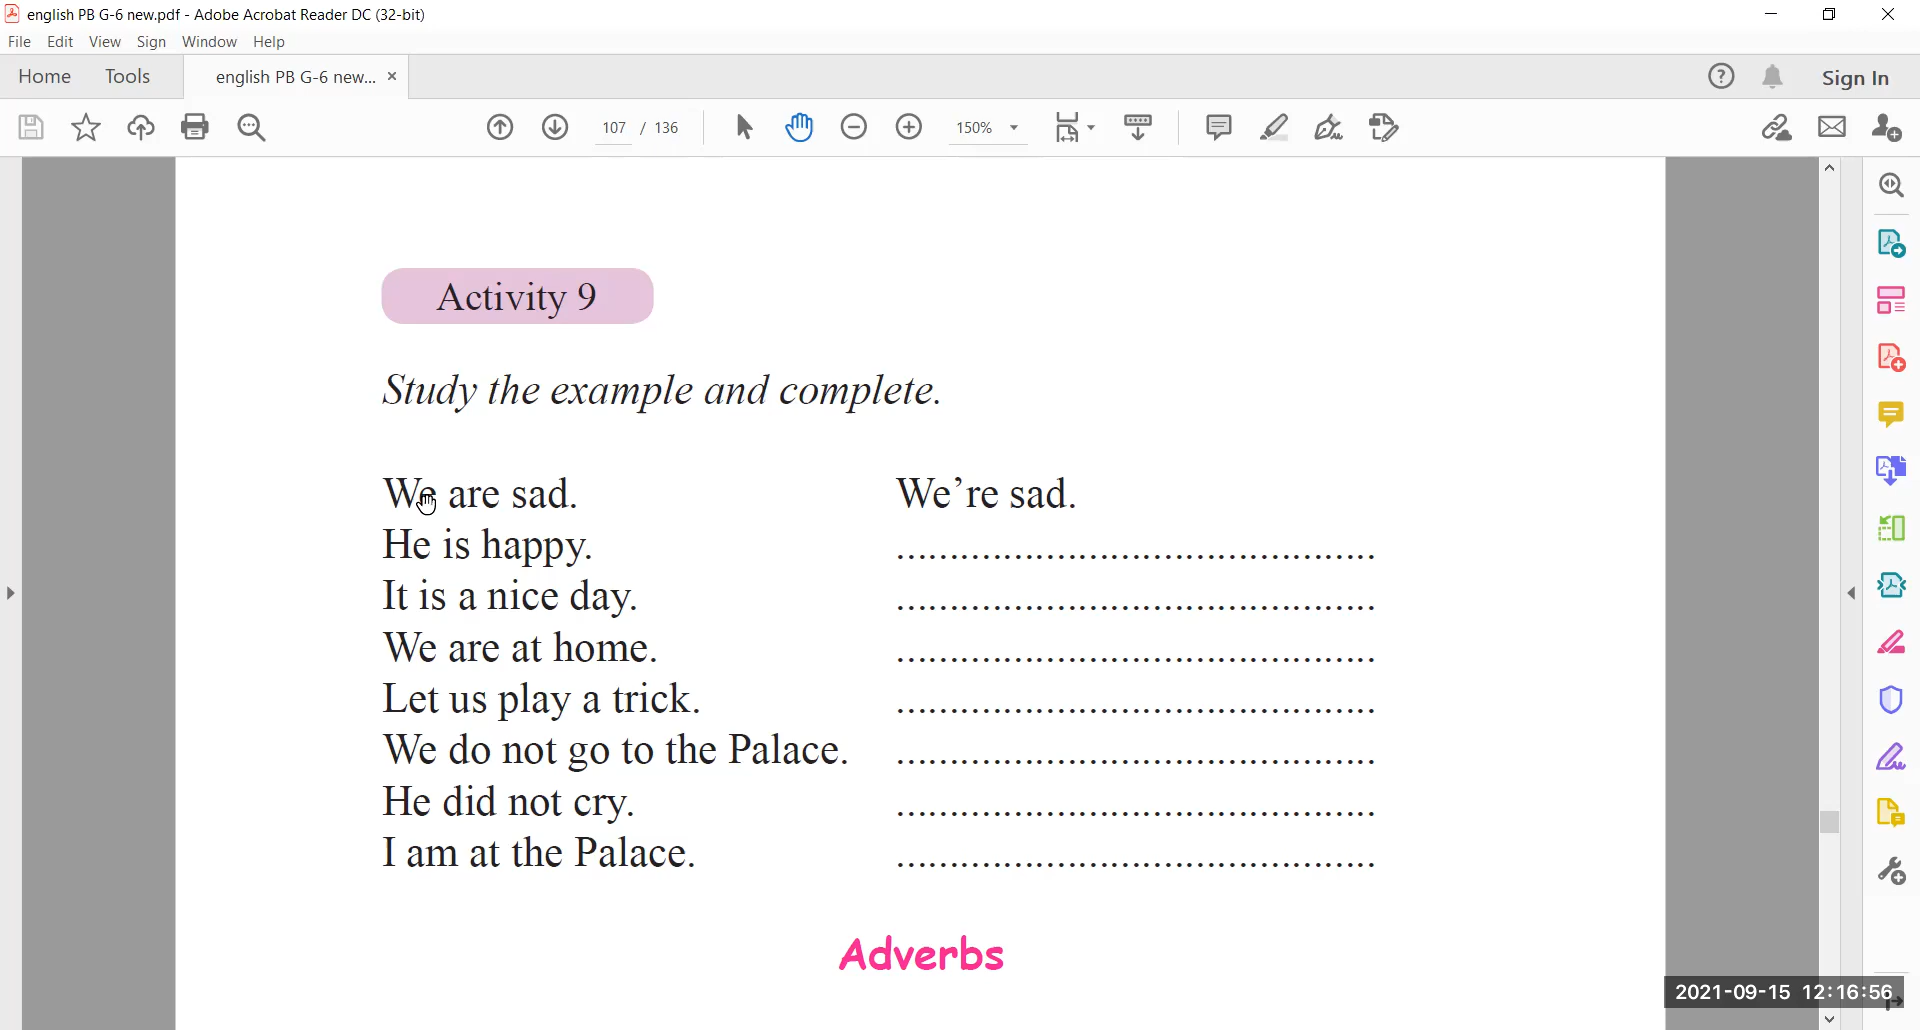 english PB G-6 new.pdf - Adobe Acrobat Reader DC (32-bit)
File Edit View Sign Window Help
Home Tools english PB G-6 new... × Sign In
107 / 136 150%
Activity 9
Study the example and complete.
We are sad. We’re sad.
He is happy. ..............................................
It is a nice day. ..............................................
We are at home. ..............................................
Let us play a trick. ..............................................
We do not go to the Palace. ..............................................
He did not cry. ..............................................
I am at the Palace. ..............................................
Adverbs
2021-09-15 12:16:56